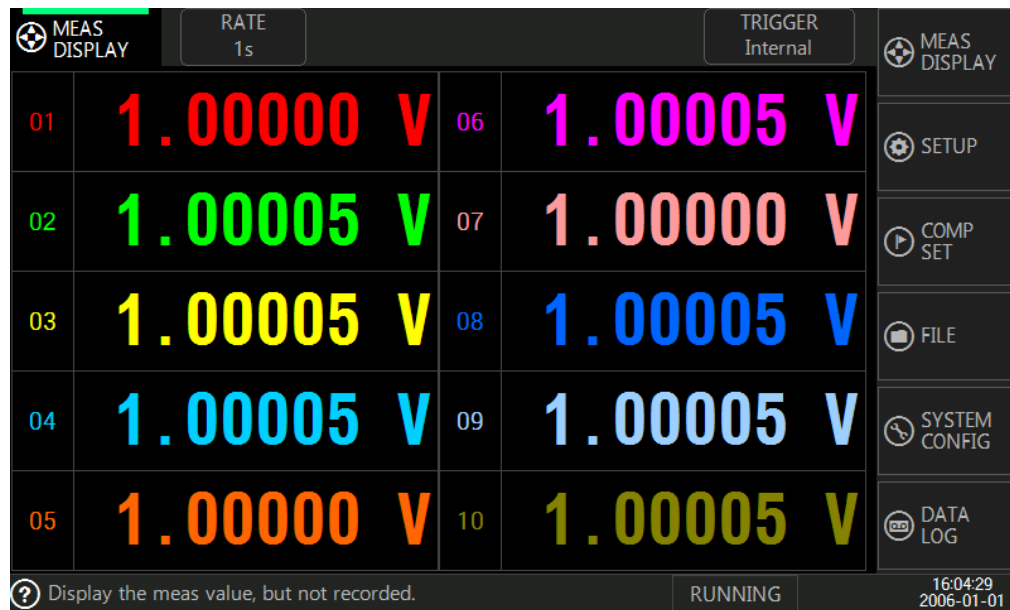 MEAS
DISPLAY
RATE
1s
TRIGGER
Internal
01 1.00000 V
06 1.00005 V
02 1.00005 V
07 1.00000 V
03 1.00005 V
08 1.00005 V
04 1.00005 V
09 1.00005 V
05 1.00000 V
10 1.00005 V
MEAS
DISPLAY
SETUP
COMP
SET
FILE
SYSTEM
CONFIG
DATA
LOG
? Display the meas value, but not recorded.
RUNNING
16:04:29
2006-01-01